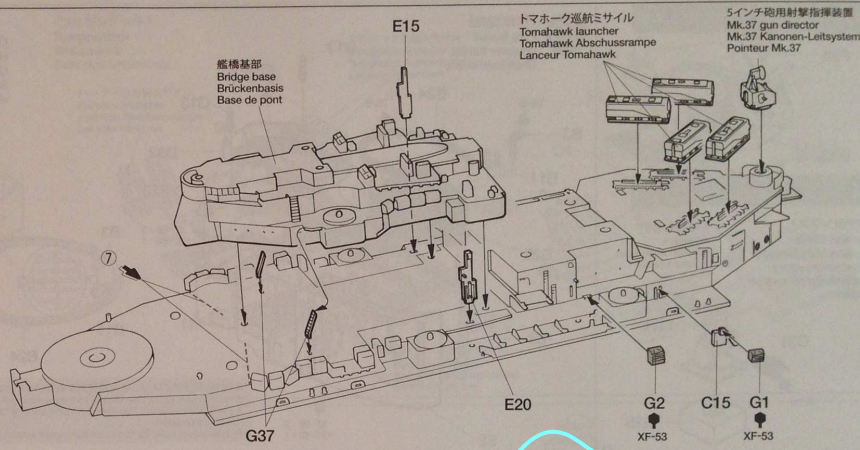 E15
トマホーク巡航ミサイル
Tomahawk launcher
Tomahawk Abschussrampe
Lanceur Tomahawk
5インチ砲用射撃指揮装置
Mk.37 gun director
Mk.37 Kanonen-Leitsystem
Pointeur Mk.37
艦橋基部
Bridge base
Brückenbasis
Base de pont
⑦
E20
G2
C15
G1
XF-53
XF-53
G37